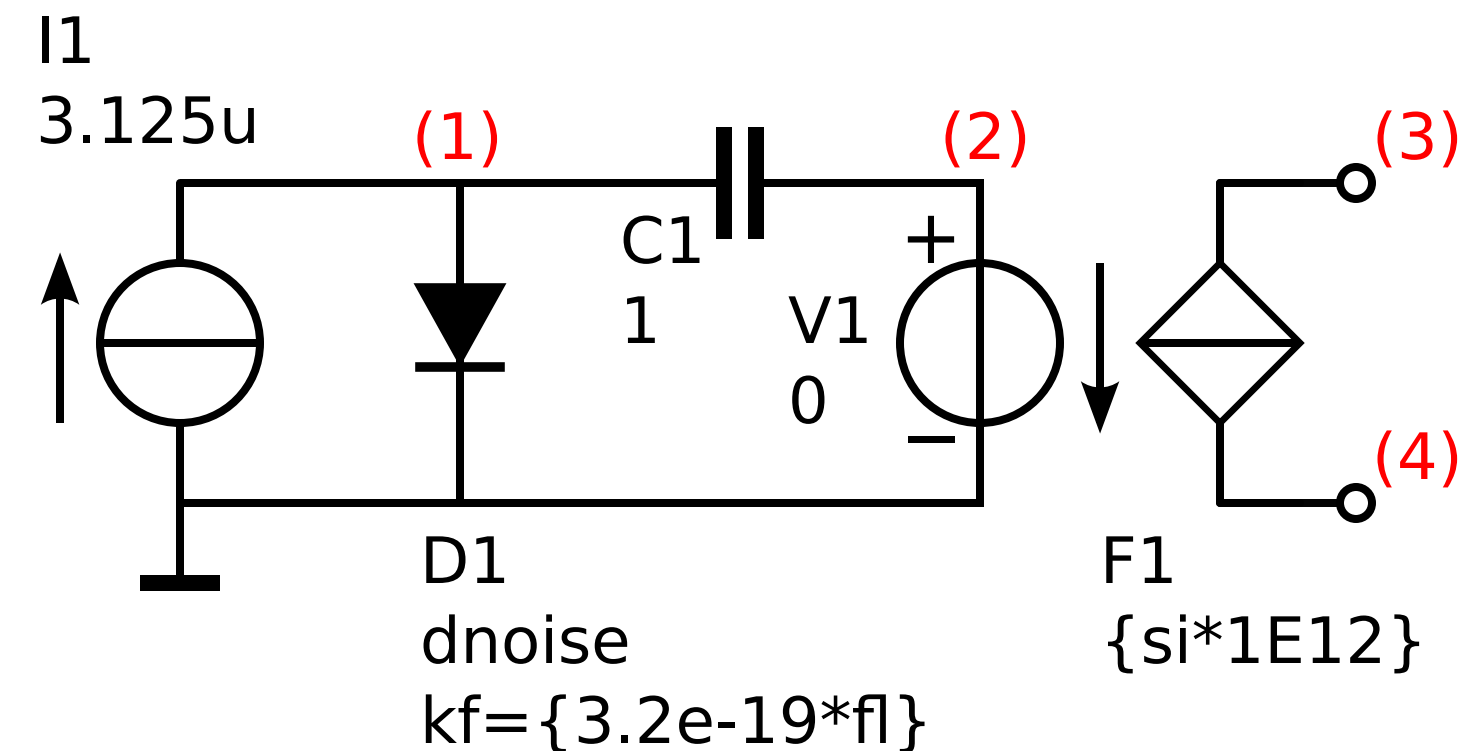 I1
3.125u
(1)
(2)
(3)
C1
1
V1
0
+
−
(4)
D1
dnoise
kf={3.2e-19*fl}
F1
{si*1E12}